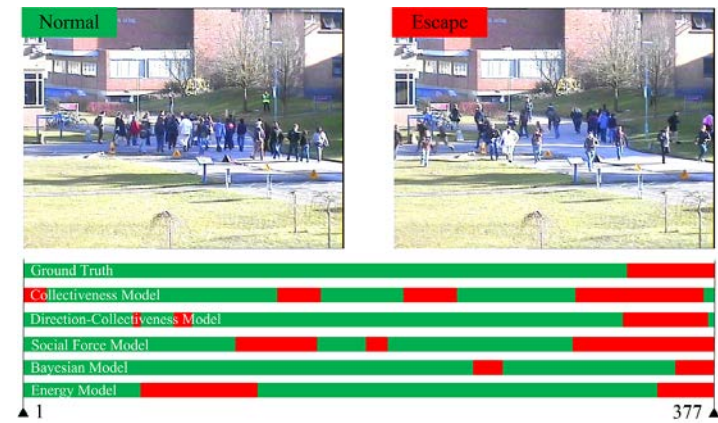 Normal
Escape
Ground Truth
Collectiveness Model
Direction-Collectiveness Model
Social Force Model
Bayesian Model
Energy Model
1
377